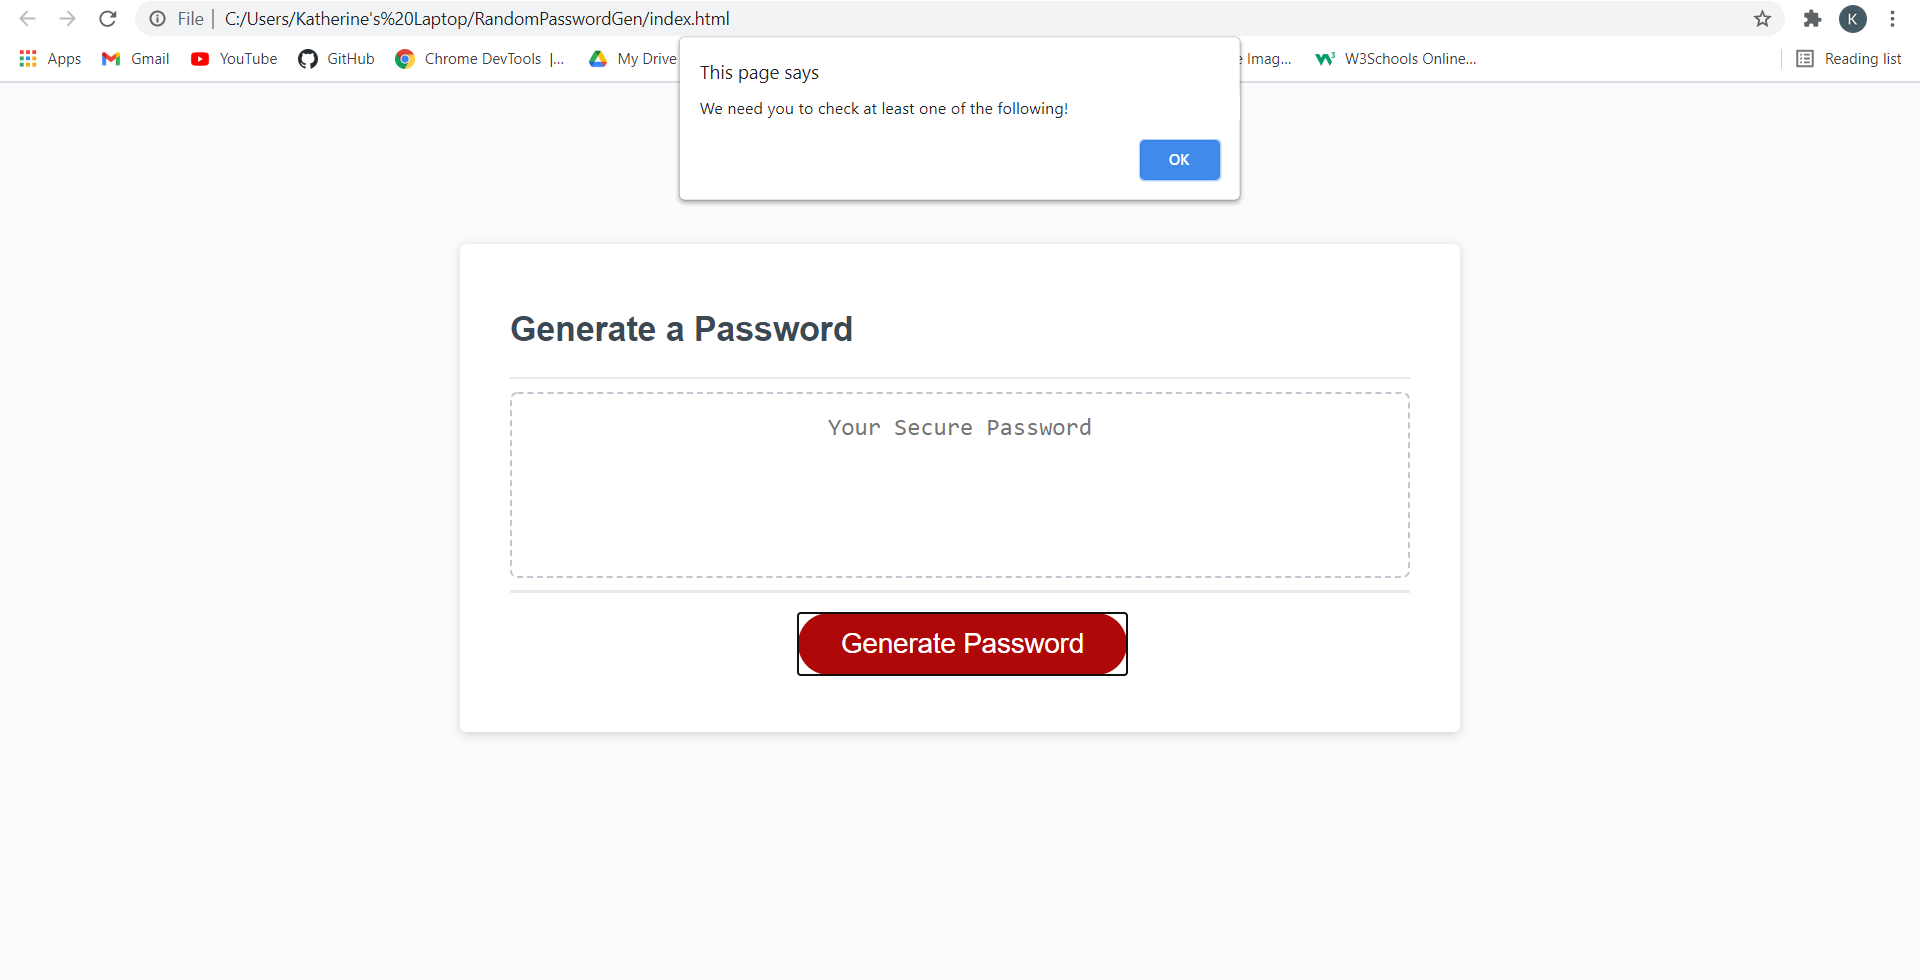 File | C:/Users/Katherine's%20Laptop/RandomPasswordGen/index.html K
Apps Gmail YouTube GitHub Chrome DevTools |... My Drive e Imag... W3Schools Online... Reading list
This page says
We need you to check at least one of the following!
OK
Generate a Password
Your Secure Password
Generate Password